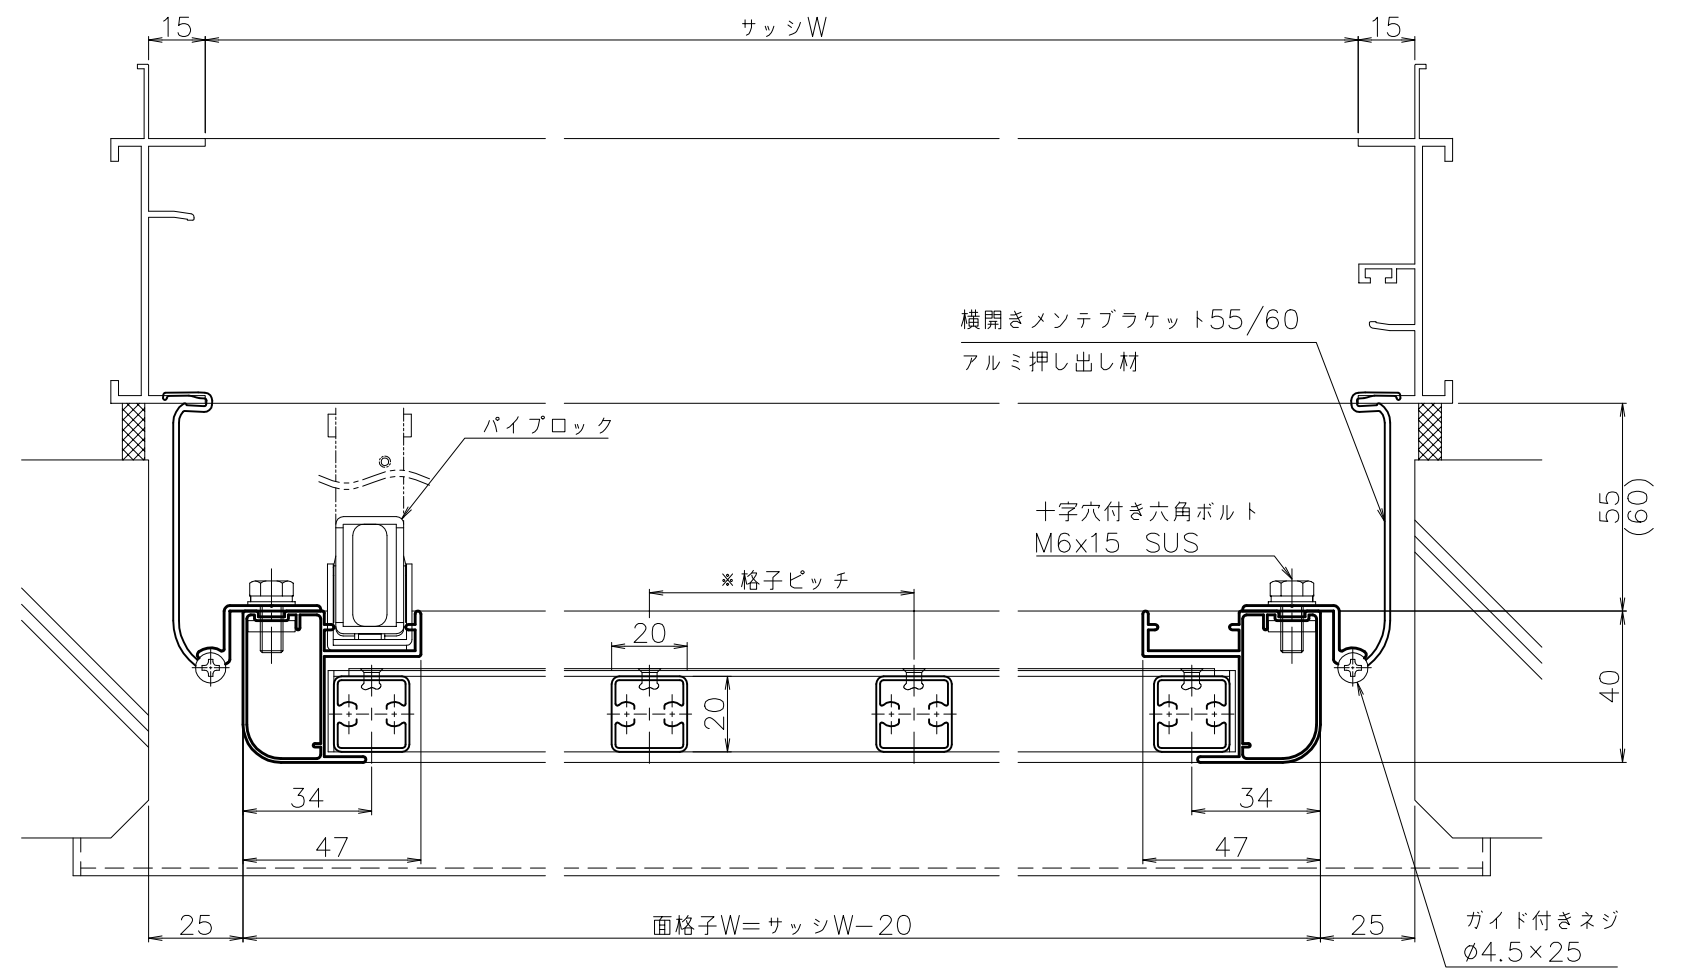 15
サッシW
15
横開きメンテブラケット55/60
アルミ押し出し材
パイプロック
十字穴付き六角ボルト
M6x15 SUS
55
(60)
※格子ピッチ
20
20
40
34
34
47
47
25
面格子W=サッシW-20
25
ガイド付きネジ
φ4.5×25